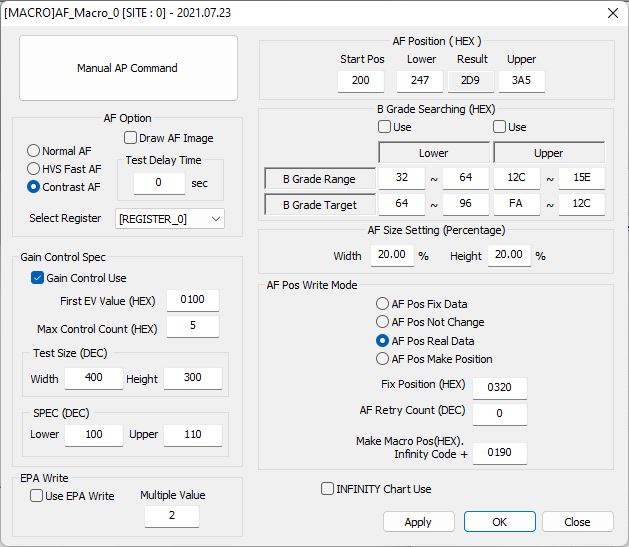 [MACRO]AF_Macro_0 [SITE : 0] - 2021.07.23
Manual AP Command
AF Option
Draw AF Image
Normal AF
HVS Fast AF
Contrast AF
Test Delay Time
0 sec
Select Register [REGISTER_0]
Gain Control Spec
Gain Control Use
First EV Value (HEX) 0100
Max Control Count (HEX) 5
Test Size (DEC)
Width 400 Height 300
SPEC (DEC)
Lower 100 Upper 110
EPA Write
Use EPA Write
Multiple Value
2
AF Position ( HEX )
Start Pos Lower Result Upper
200 247 2D9 3A5
B Grade Searching (HEX)
Use Use
Lower Upper
B Grade Range 32 ~ 64 12C ~ 15E
B Grade Target 64 ~ 96 FA ~ 12C
AF Size Setting (Percentage)
Width 20.00 % Height 20.00 %
AF Pos Write Mode
AF Pos Fix Data
AF Pos Not Change
AF Pos Real Data
AF Pos Make Position
Fix Position (HEX) 0320
AF Retry Count (DEC) 0
Make Macro Pos(HEX).
Infinity Code + 0190
INFINITY Chart Use
Apply OK Close